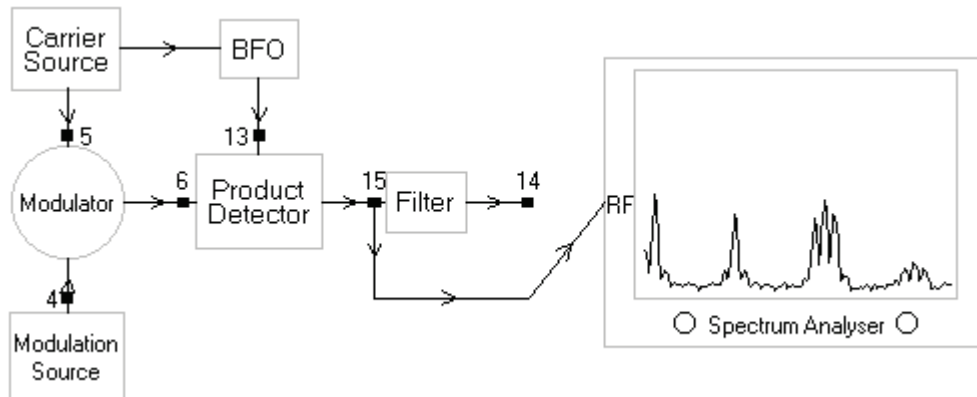 Carrier
Source
BFO
5
13
Modulator
6
Product
Detector
15
Filter
14
RF
4
Modulation
Source
Spectrum Analyser